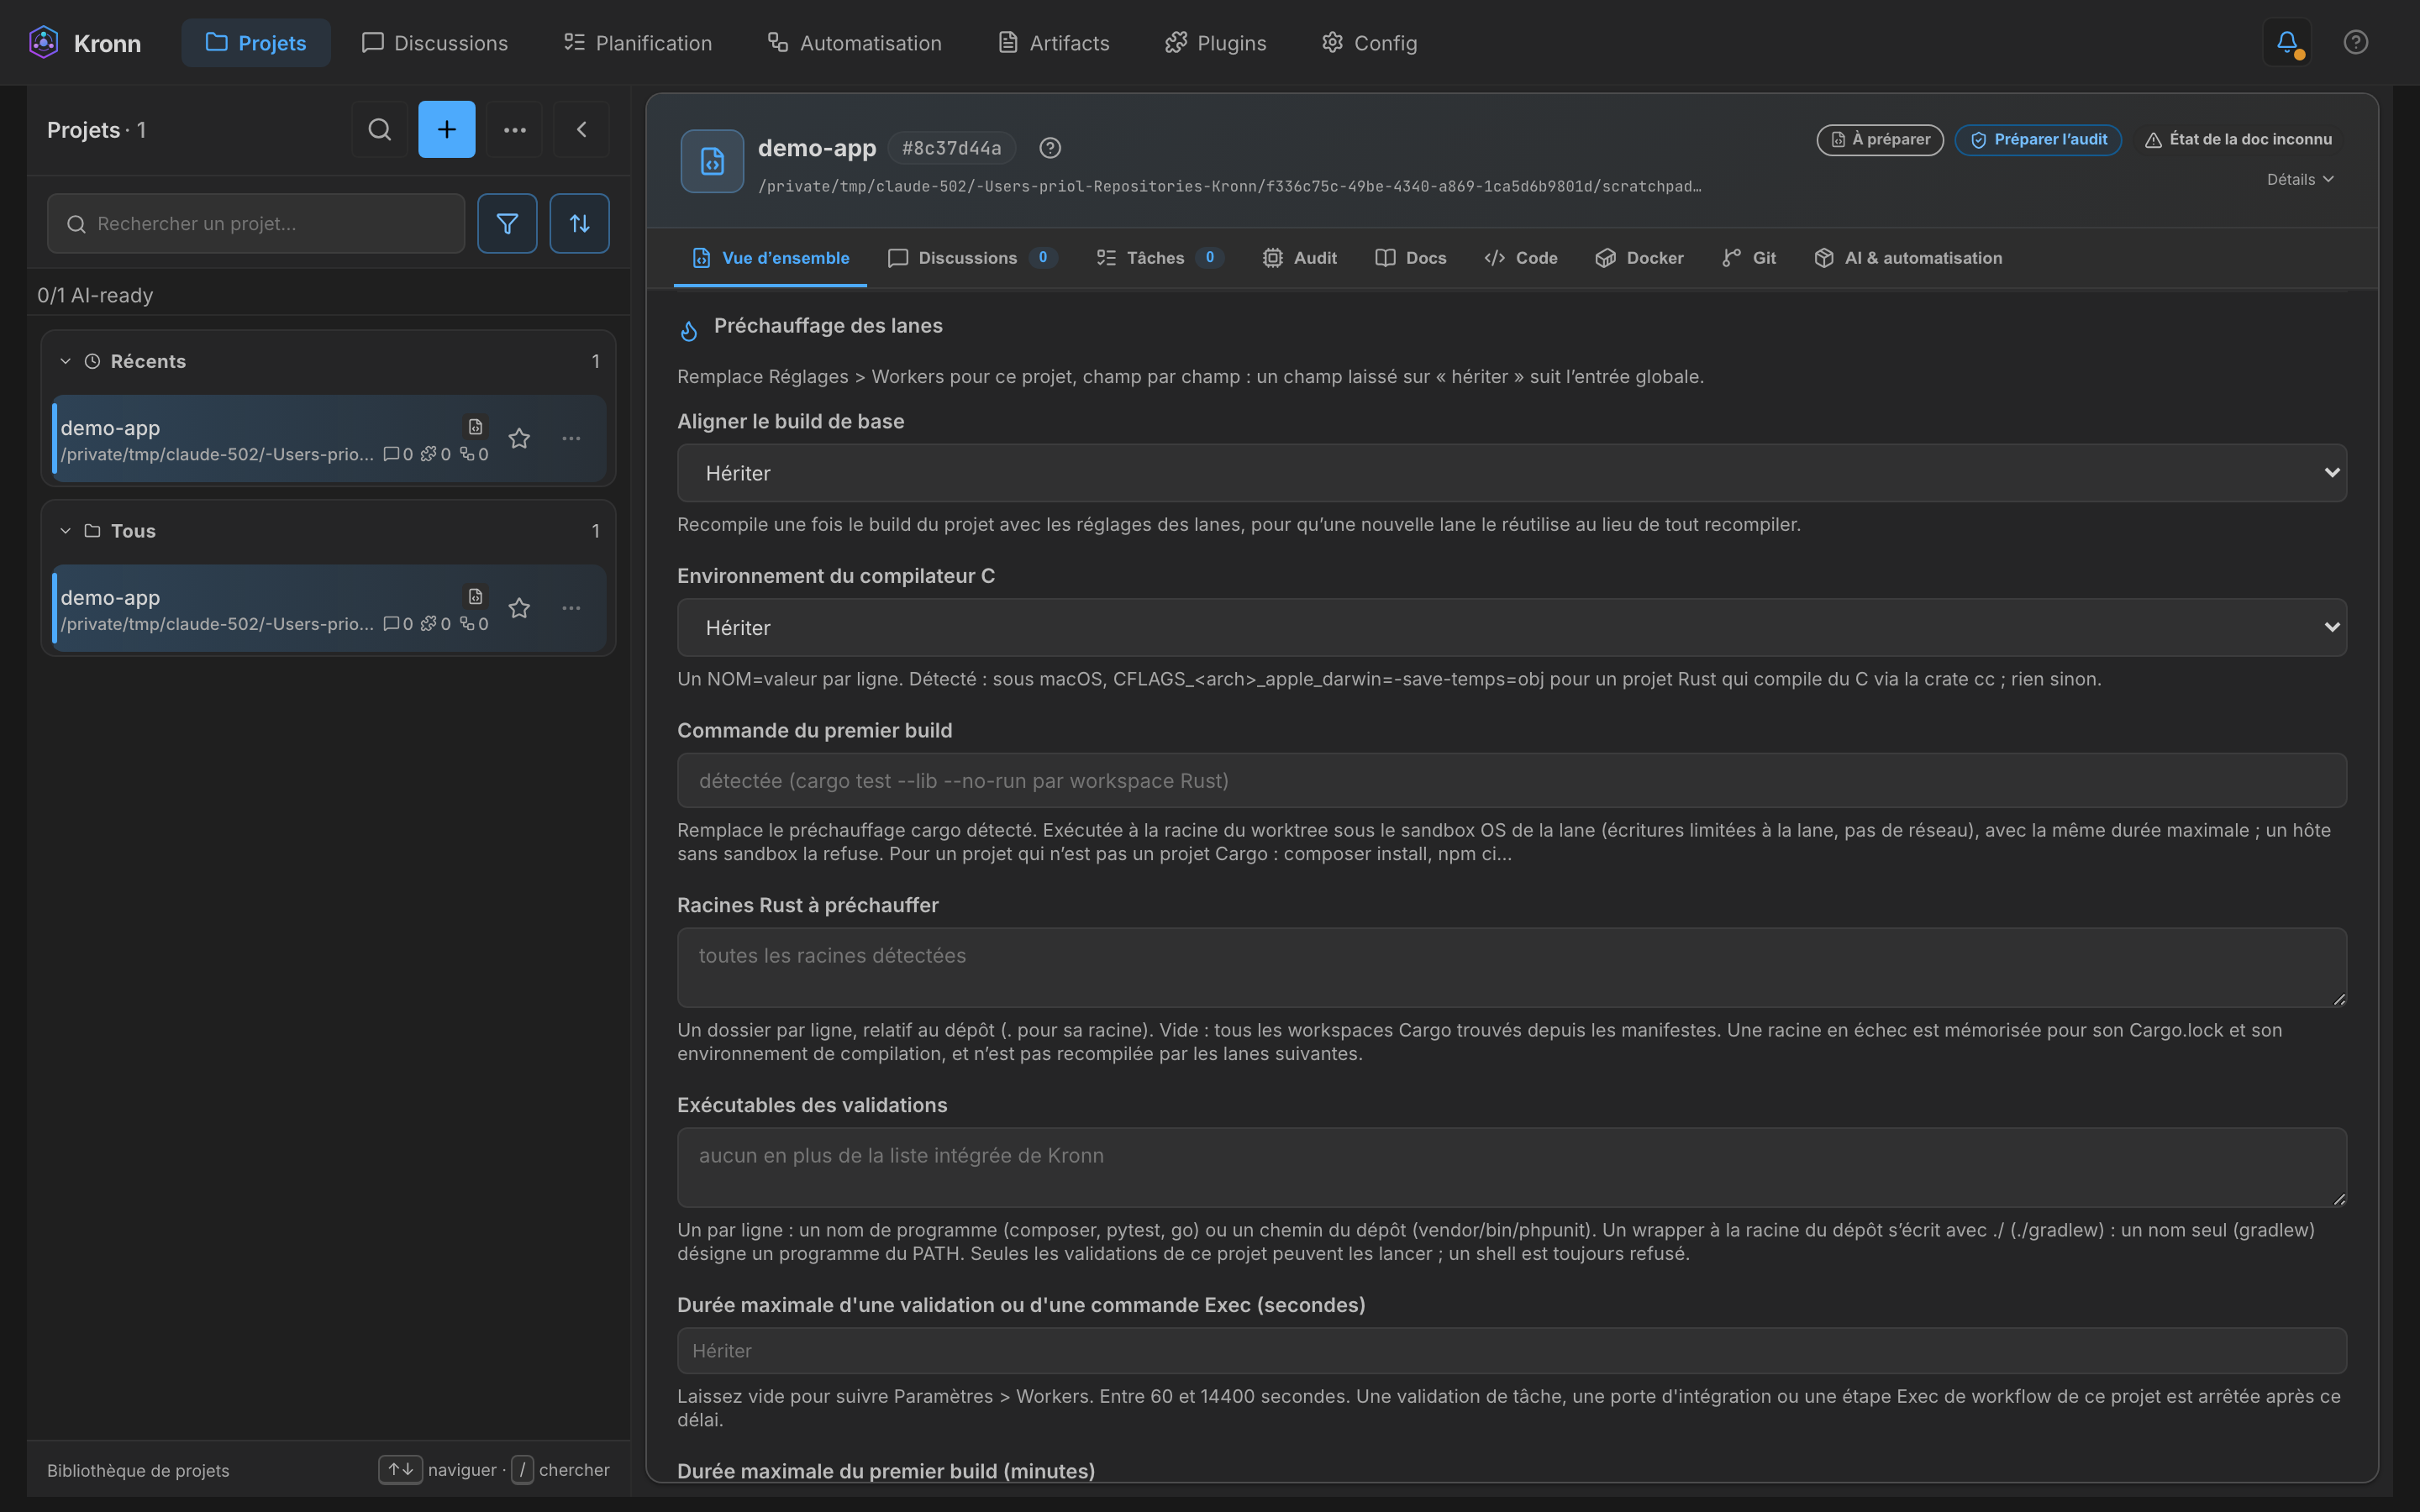 Kronn
Projets
Discussions
Planification
Automatisation
Artifacts
Plugins
Config
Projets · 1
Rechercher un projet...
0/1 AI-ready
Récents 1
demo-app
/private/tmp/claude-502/-Users-prio... 0 0 0
Tous 1
demo-app
/private/tmp/claude-502/-Users-prio... 0 0 0
Bibliothèque de projets
↑↓ naviguer · / chercher
demo-app #8c37d44a
/private/tmp/claude-502/-Users-priol-Repositories-Kronn/f336c75c-49be-4340-a869-1ca5d6b9801d/scratchpad…
À préparer
Préparer l’audit
État de la doc inconnu
Détails
Vue d’ensemble
Discussions 0
Tâches 0
Audit
Docs
Code
Docker
Git
AI & automatisation
Préchauffage des lanes
Remplace Réglages > Workers pour ce projet, champ par champ : un champ laissé sur « hériter » suit l’entrée globale.
Aligner le build de base
Hériter
Recompile une fois le build du projet avec les réglages des lanes, pour qu’une nouvelle lane le réutilise au lieu de tout recompiler.
Environnement du compilateur C
Hériter
Un NOM=valeur par ligne. Détecté : sous macOS, CFLAGS_<arch>_apple_darwin=-save-temps=obj pour un projet Rust qui compile du C via la crate cc ; rien sinon.
Commande du premier build
détectée (cargo test --lib --no-run par workspace Rust)
Remplace le préchauffage cargo détecté. Exécutée à la racine du worktree sous le sandbox OS de la lane (écritures limitées à la lane, pas de réseau), avec la même durée maximale ; un hôte
sans sandbox la refuse. Pour un projet qui n’est pas un projet Cargo : composer install, npm ci…
Racines Rust à préchauffer
toutes les racines détectées
Un dossier par ligne, relatif au dépôt (. pour sa racine). Vide : tous les workspaces Cargo trouvés depuis les manifestes. Une racine en échec est mémorisée pour son Cargo.lock et son
environnement de compilation, et n’est pas recompilée par les lanes suivantes.
Exécutables des validations
aucun en plus de la liste intégrée de Kronn
Un par ligne : un nom de programme (composer, pytest, go) ou un chemin du dépôt (vendor/bin/phpunit). Un wrapper à la racine du dépôt s’écrit avec ./ (./gradlew) : un nom seul (gradlew)
désigne un programme du PATH. Seules les validations de ce projet peuvent les lancer ; un shell est toujours refusé.
Durée maximale d'une validation ou d'une commande Exec (secondes)
Hériter
Laissez vide pour suivre Paramètres > Workers. Entre 60 et 14400 secondes. Une validation de tâche, une porte d'intégration ou une étape Exec de workflow de ce projet est arrêtée après ce
délai.
Durée maximale du premier build (minutes)